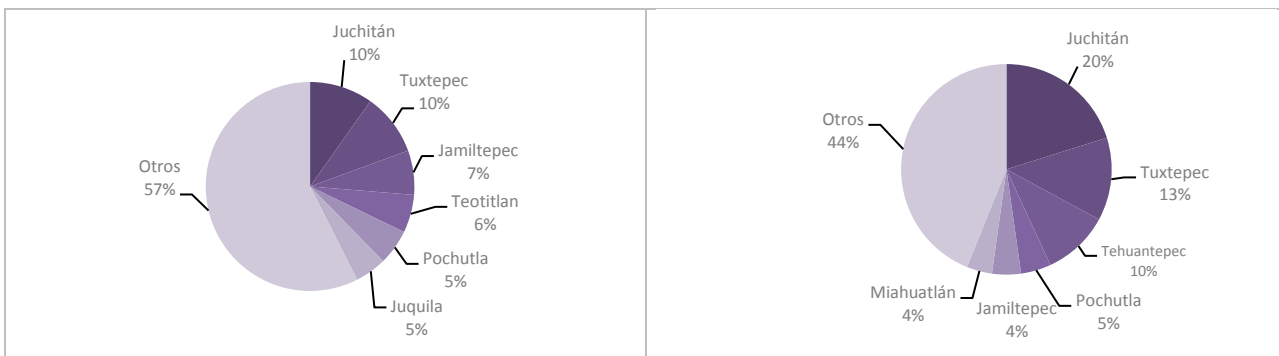 Juchitán
10%
Tuxtepec
10%
Jamiltepec
7%
Teotitlan
6%
Pochutla
5%
Juquila
5%
Otros
57%
Juchitán
20%
Tuxtepec
13%
Tehuantepec
10%
Pochutla
5%
Jamiltepec
4%
Miahuatlán
4%
Otros
44%